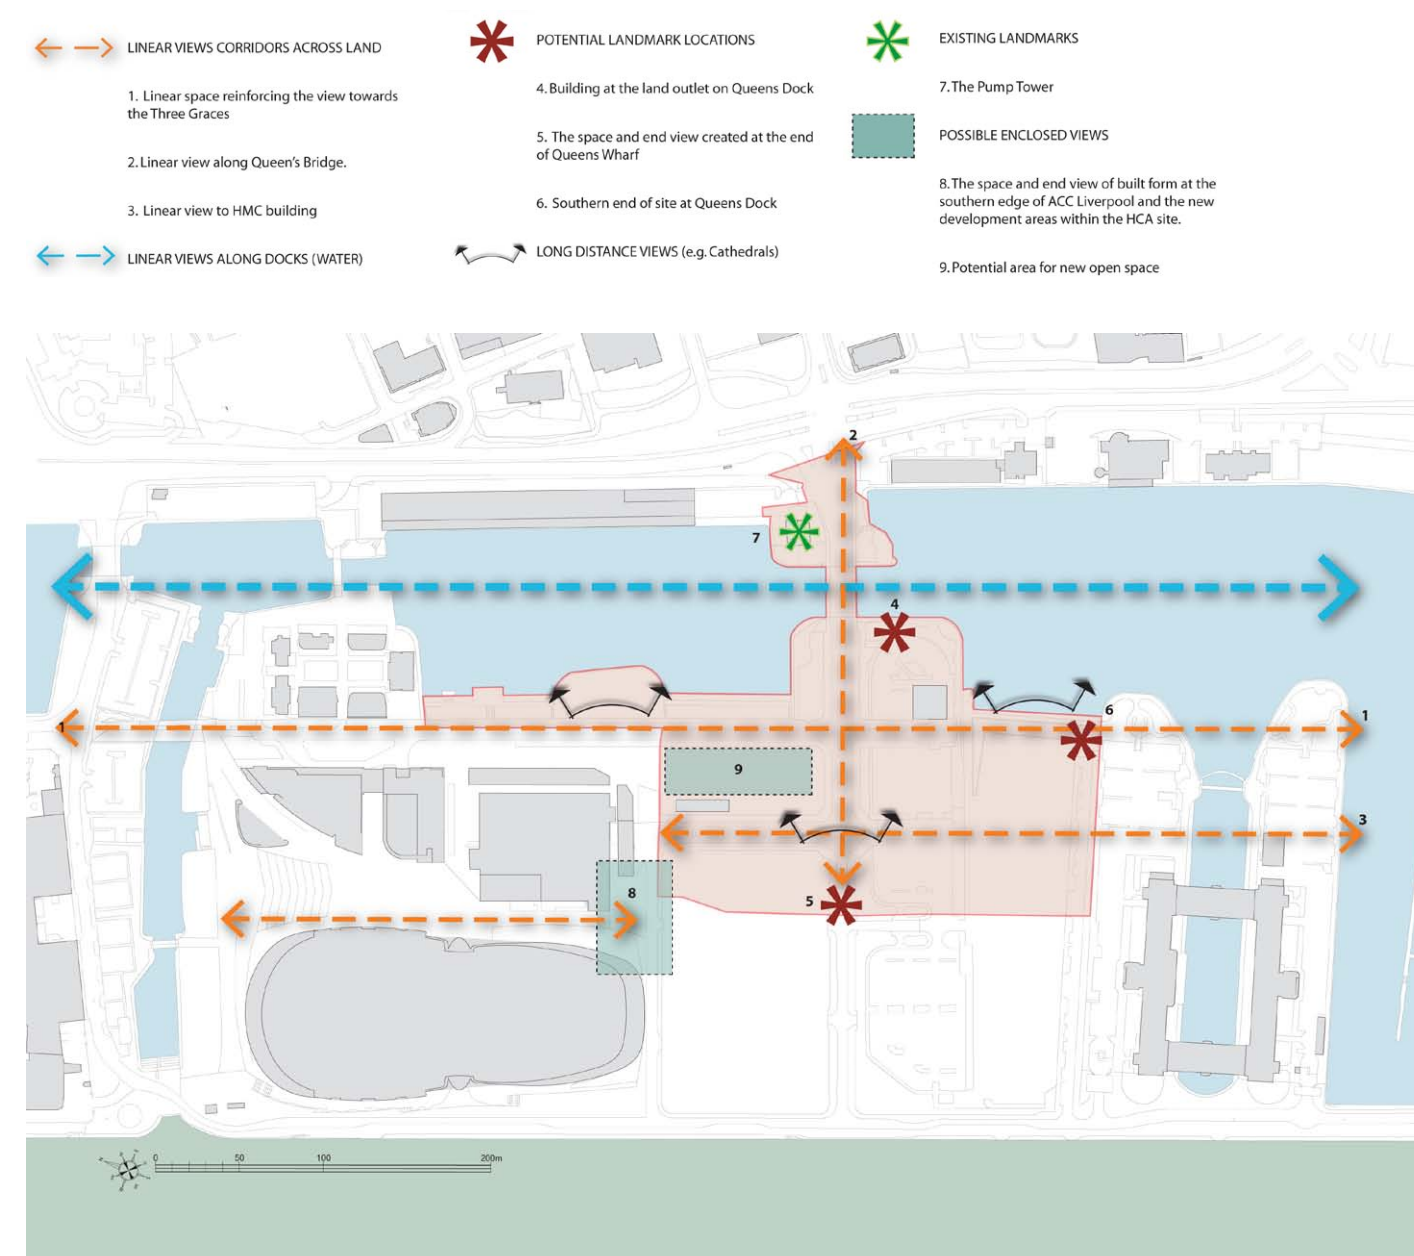 LINEAR VIEWS CORRIDORS ACROSS LAND
1. Linear space reinforcing the view towards
the Three Graces
2.Linear view along Queen's Bridge.
3. Linear view to HMC building
LINEAR VIEWS ALONG DOCKS (WATER)
POTENTIAL LANDMARK LOCATIONS
4.Building at the land outlet on Queens Dock
5. The space and end view created at the end
of Queens Wharf
6. Southern end of site at Queens Dock
LONG DISTANCE VIEWS (e.g. Cathedrals)
EXISTING LANDMARKS
7.The Pump Tower
POSSIBLE ENCLOSED VIEWS
8.The space and end view of built form at the
southern edge of ACC Liverpool and the new
development areas within the HCA site.
9.Potential area for new open space
2
7
4
6
1
1
9
3
8
5
0 50 100 200m